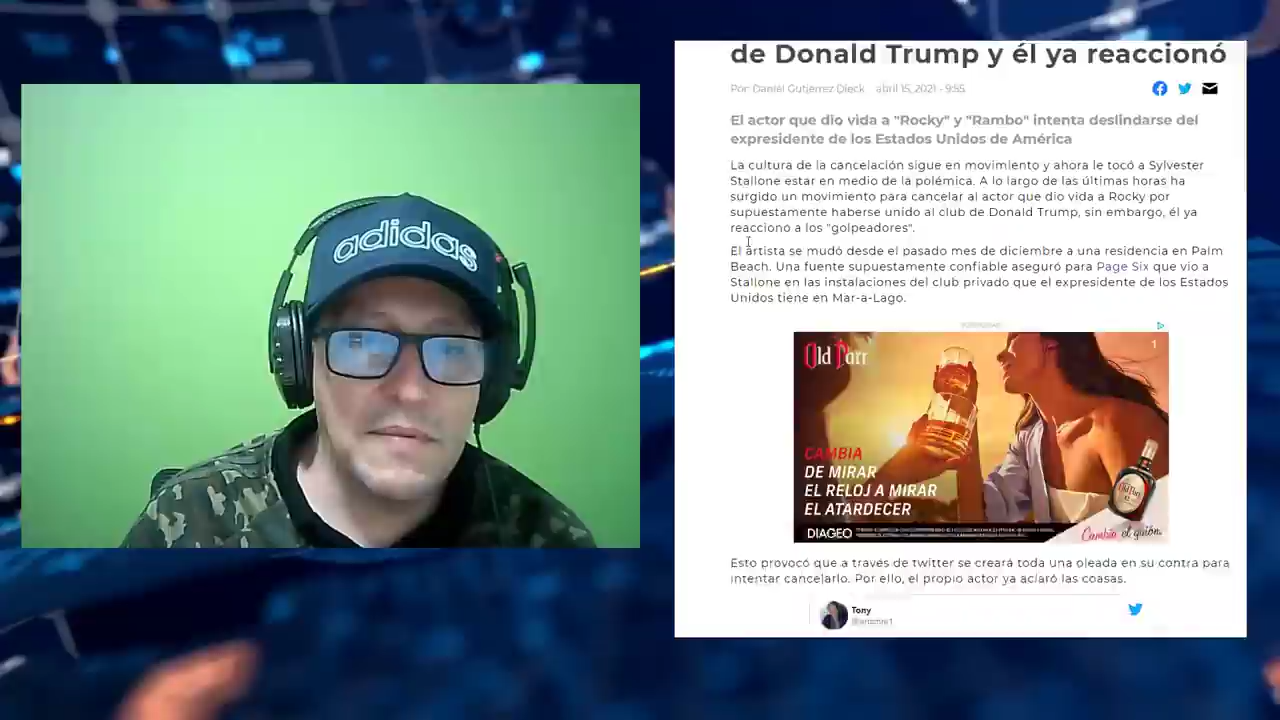 adidas
de Donald Trump y él ya reaccionó
Por: Daniel Gutiérrez Dieck abril 15, 2021 - 9:55
El actor que dio vida a "Rocky" y "Rambo" intenta deslindarse del
expresidente de los Estados Unidos de América
La cultura de la cancelación sigue en movimiento y ahora le tocó a Sylvester
Stallone estar en medio de la polémica. A lo largo de las últimas horas ha
surgido un movimiento para cancelar al actor que dio vida a Rocky por
supuestamente haberse unido al club de Donald Trump, sin embargo, él ya
reacciono a los "golpeadores".
El artista se mudó desde el pasado mes de diciembre a una residencia en Palm
Beach. Una fuente supuestamente confiable aseguró para Page Six que vio a
Stallone en las instalaciones del club privado que el expresidente de los Estados
Unidos tiene en Mar-a-Lago.
Old Parr
1
CAMBIA
DE MIRAR
EL RELOJ A MIRAR
EL ATARDECER
Old Parr
DIAGEO
Cambia el guión.
Esto provocó que a través de twitter se creará toda una oleada en su contra para
intentar cancelarlo. Por ello, el propio actor ya aclaró las coasas.
Tony